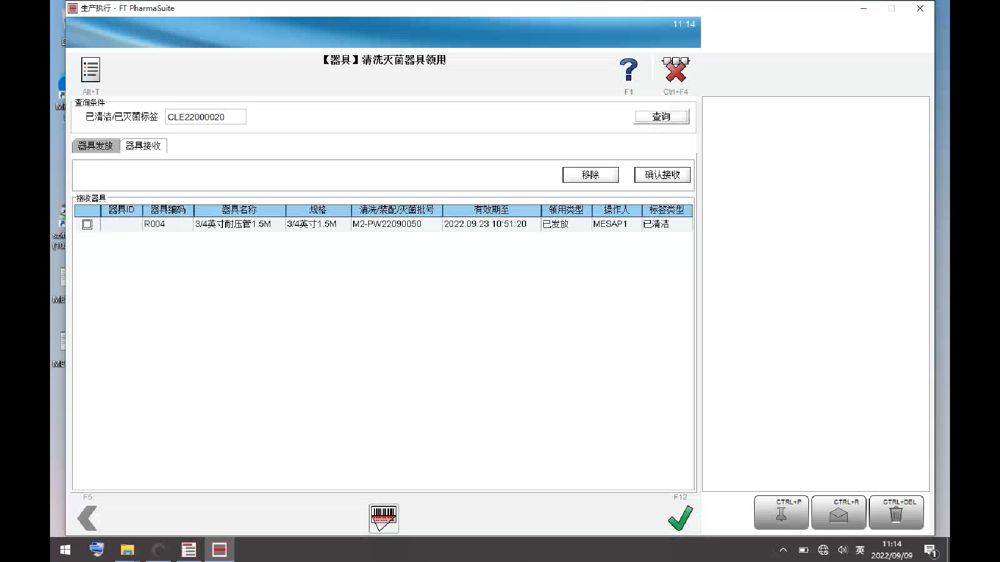 生产执行 - FT PharmaSuite
11:14
【器具】清洗灭菌器具领用
Alt+T
F1
Ctrl+F4
查询条件
已清洁/已灭菌标签 CLE22000020 查询
器具发放 器具接收
移除 确认接收
接收器具
器具ID 器具编码 器具名称 规格 清洗/装配/灭菌批号 有效期至 领用类型 操作人 标签类型
R004 3/4英寸耐压管1.5M 3/4英寸1.5M M2-PW22090050 2022.09.23 10:51:20 已发放 MESAP1 已清洁
szit
(10.
ME
ME
F5
F12
CTRL+P CTRL+R CTRL+DEL
英
11:14
2022/09/09
1